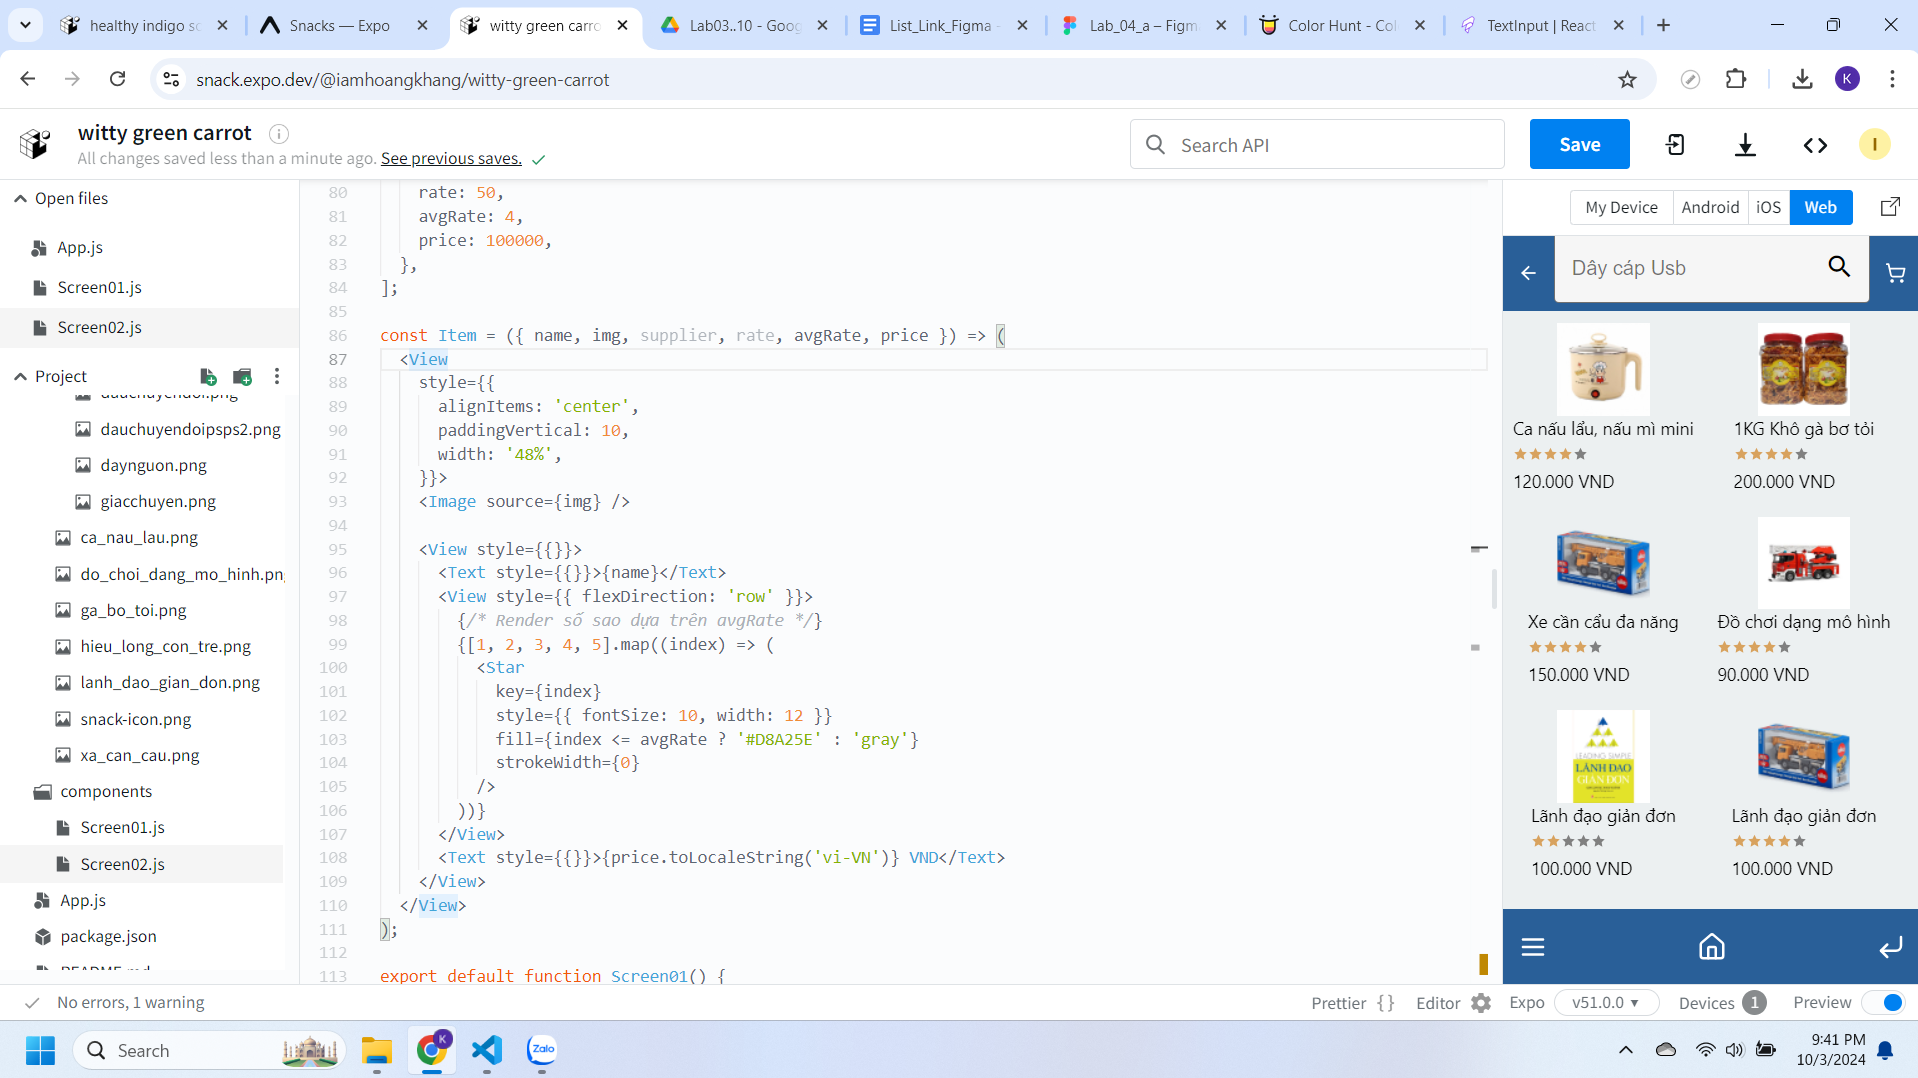 healthy indigo so
Snacks — Expo
witty green carro
Lab03..10 - Goog
List_Link_Figma -
Lab_04_a – Figm
Color Hunt - Col
TextInput | React
snack.expo.dev/@iamhoangkhang/witty-green-carrot
K
witty green carrot
All changes saved less than a minute ago. See previous saves.
Search API
Save
I
Open files
App.js
Screen01.js
Screen02.js
Project
dauchuyendoi.png
dauchuyendoipsps2.png
daynguon.png
giacchuyen.png
ca_nau_lau.png
do_choi_dang_mo_hinh.png
ga_bo_toi.png
hieu_long_con_tre.png
lanh_dao_gian_don.png
snack-icon.png
xa_can_cau.png
components
Screen01.js
Screen02.js
App.js
package.json
README.md
80 rate: 50,
81 avgRate: 4,
82 price: 100000,
83 },
84 ];
85
86 const Item = ({ name, img, supplier, rate, avgRate, price }) => (
87 <View
88 style={{
89 alignItems: 'center',
90 paddingVertical: 10,
91 width: '48%',
92 }}>
93 <Image source={img} />
94
95 <View style={{}}>
96 <Text style={{}}>{name}</Text>
97 <View style={{ flexDirection: 'row' }}>
98 {/* Render số sao dựa trên avgRate */}
99 {[1, 2, 3, 4, 5].map((index) => (
100 <Star
101 key={index}
102 style={{ fontSize: 10, width: 12 }}
103 fill={index <= avgRate ? '#D8A25E' : 'gray'}
104 strokeWidth={0}
105 />
106 ))}
107 </View>
108 <Text style={{}}>{price.toLocaleString('vi-VN')} VND</Text>
109 </View>
110 </View>
111 );
112
113 export default function Screen01() {
My Device
Android
iOS
Web
Dây cáp Usb
Ca nấu lẩu, nấu mì mini
120.000 VND
1KG Khô gà bơ tỏi
200.000 VND
Xe cần cẩu đa năng
150.000 VND
Đồ chơi dạng mô hình
90.000 VND
LEADING SIMPLE
LÃNH ĐẠO
GIẢN ĐƠN
Lãnh đạo giản đơn
100.000 VND
Lãnh đạo giản đơn
100.000 VND
No errors, 1 warning
Prettier { }
Editor
Expo
v51.0.0
Devices 1
Preview
Search
K
Zalo
9:41 PM
10/3/2024